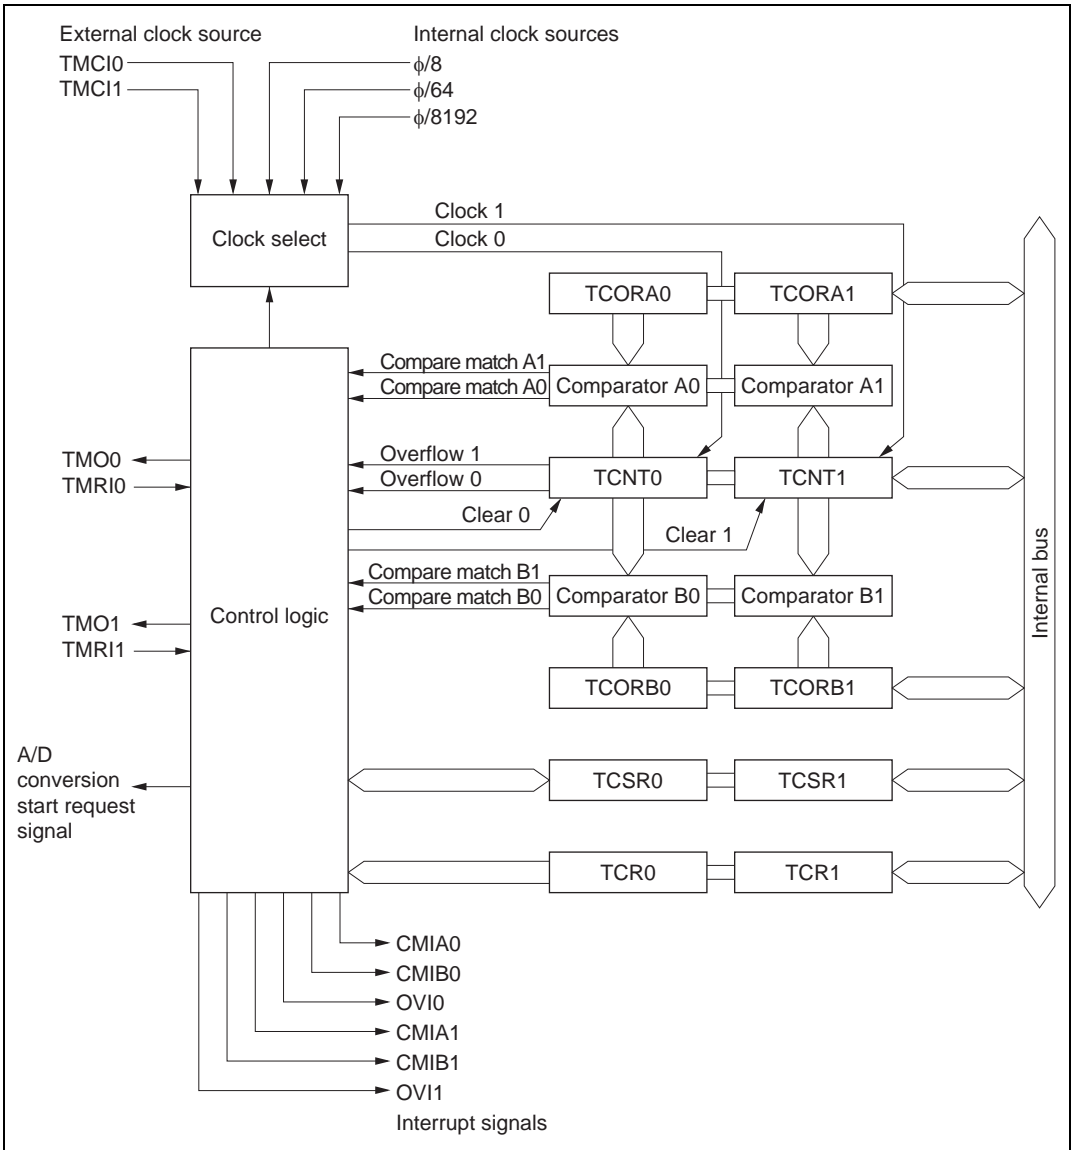 External clock source
Internal clock sources
TMCI0
TMCI1
ϕ/8
ϕ/64
ϕ/8192
Clock select
Clock 1
Clock 0
TCORA0
TCORA1
Compare match A1
Compare match A0
Comparator A0
Comparator A1
TMO0
TMRI0
Overflow 1
Overflow 0
TCNT0
TCNT1
Clear 0
Clear 1
Internal bus
Compare match B1
Compare match B0
Comparator B0
Comparator B1
Control logic
TMO1
TMRI1
TCORB0
TCORB1
A/D
conversion
start request
signal
TCSR0
TCSR1
TCR0
TCR1
CMIA0
CMIB0
OVI0
CMIA1
CMIB1
OVI1
Interrupt signals